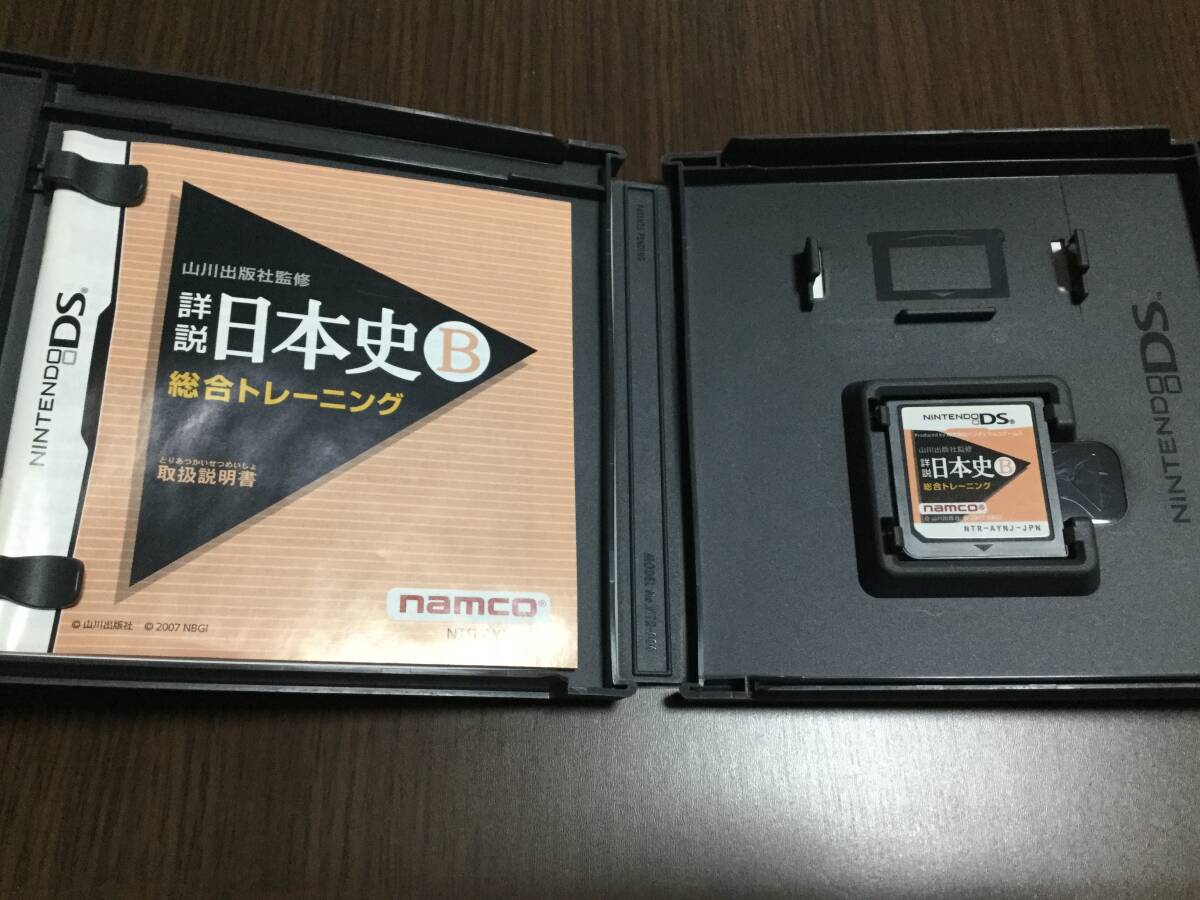 NINTENDO DS®
山川出版社監修
詳説
日本史B
総合トレーニング
とりあつかいせつめいしょ
取扱説明書
namco®
© 山川出版社 © 2007 NBGI
PATENTS PENDING
NINTENDO DS®
山川出版社監修
詳説
日本史B
総合トレーニング
namco®
NTR-AYNJ-JPN
NINTENDO DS®